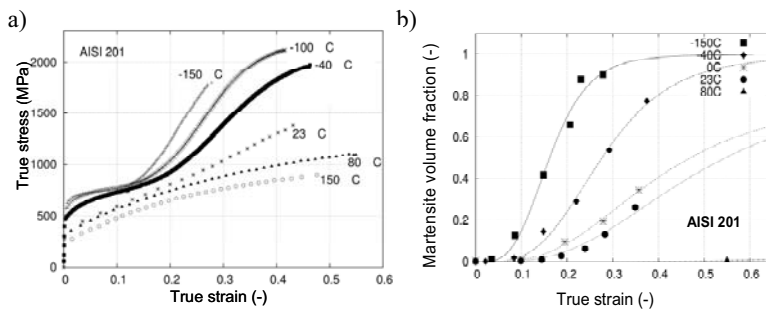 a)
AISI 201
-100 C
-150 C
-40 C
23 C
80 C
150 C
True stress (MPa)
2000
1500
1000
500
0
0 0.1 0.2 0.3 0.4 0.5 0.6
True strain (-)
b)
-150C
-40C
0C
23C
80C
Martensite volume fraction (-)
1
0.8
0.6
0.4
0.2
0
AISI 201
0 0.1 0.2 0.3 0.4 0.5 0.6
True strain (-)